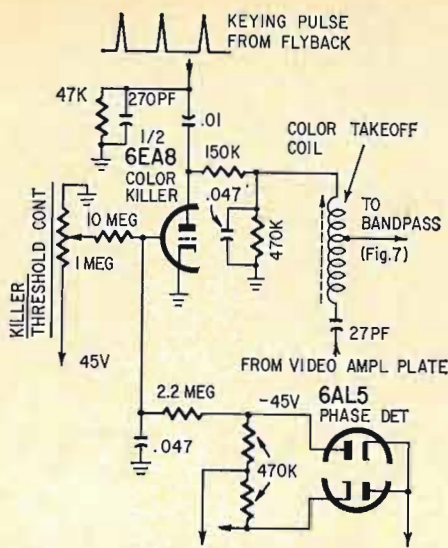 KEYING PULSE
FROM FLYBACK
47K
270PF
.01
1/2
6EA8
COLOR
KILLER
150K
COLOR TAKEOFF
COIL
.047
470K
TO
BANDPASS
(Fig.7)
10 MEG
1 MEG
KILLER
THRESHOLD CONT
45V
27PF
FROM VIDEO AMPL PLATE
2.2 MEG
-45V
6AL5
PHASE DET
.047
470K